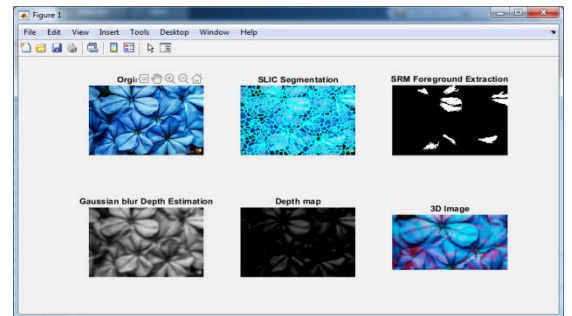 Figure 1
File Edit View Insert Tools Desktop Window Help
Orgi
SLIC Segmentation
SRM Foreground Extraction
Gaussian blur Depth Estimation
Depth map
3D Image